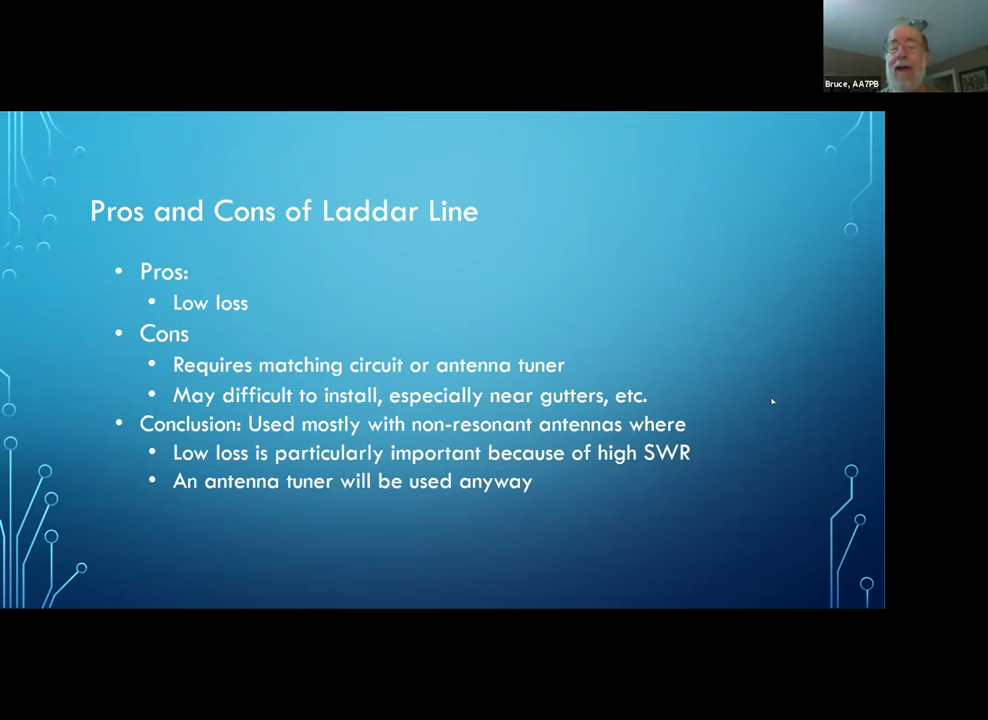 Bruce, AA7PB
Pros and Cons of Laddar Line
• Pros:
• Low loss
• Cons
• Requires matching circuit or antenna tuner
• May difficult to install, especially near gutters, etc.
• Conclusion: Used mostly with non-resonant antennas where
• Low loss is particularly important because of high SWR
• An antenna tuner will be used anyway